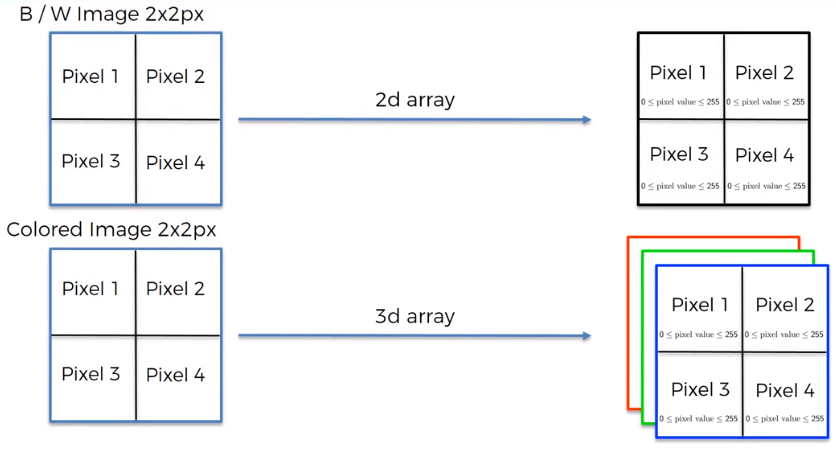 B / W Image 2x2px
Pixel 1 Pixel 2
Pixel 3 Pixel 4
2d array
Pixel 1 Pixel 2
0 ≤ pixel value ≤ 255 0 ≤ pixel value ≤ 255
Pixel 3 Pixel 4
0 ≤ pixel value ≤ 255 0 ≤ pixel value ≤ 255
Colored Image 2x2px
Pixel 1 Pixel 2
Pixel 3 Pixel 4
3d array
Pixel 1 Pixel 2
0 ≤ pixel value ≤ 255 0 ≤ pixel value ≤ 255
Pixel 3 Pixel 4
0 ≤ pixel value ≤ 255 0 ≤ pixel value ≤ 255